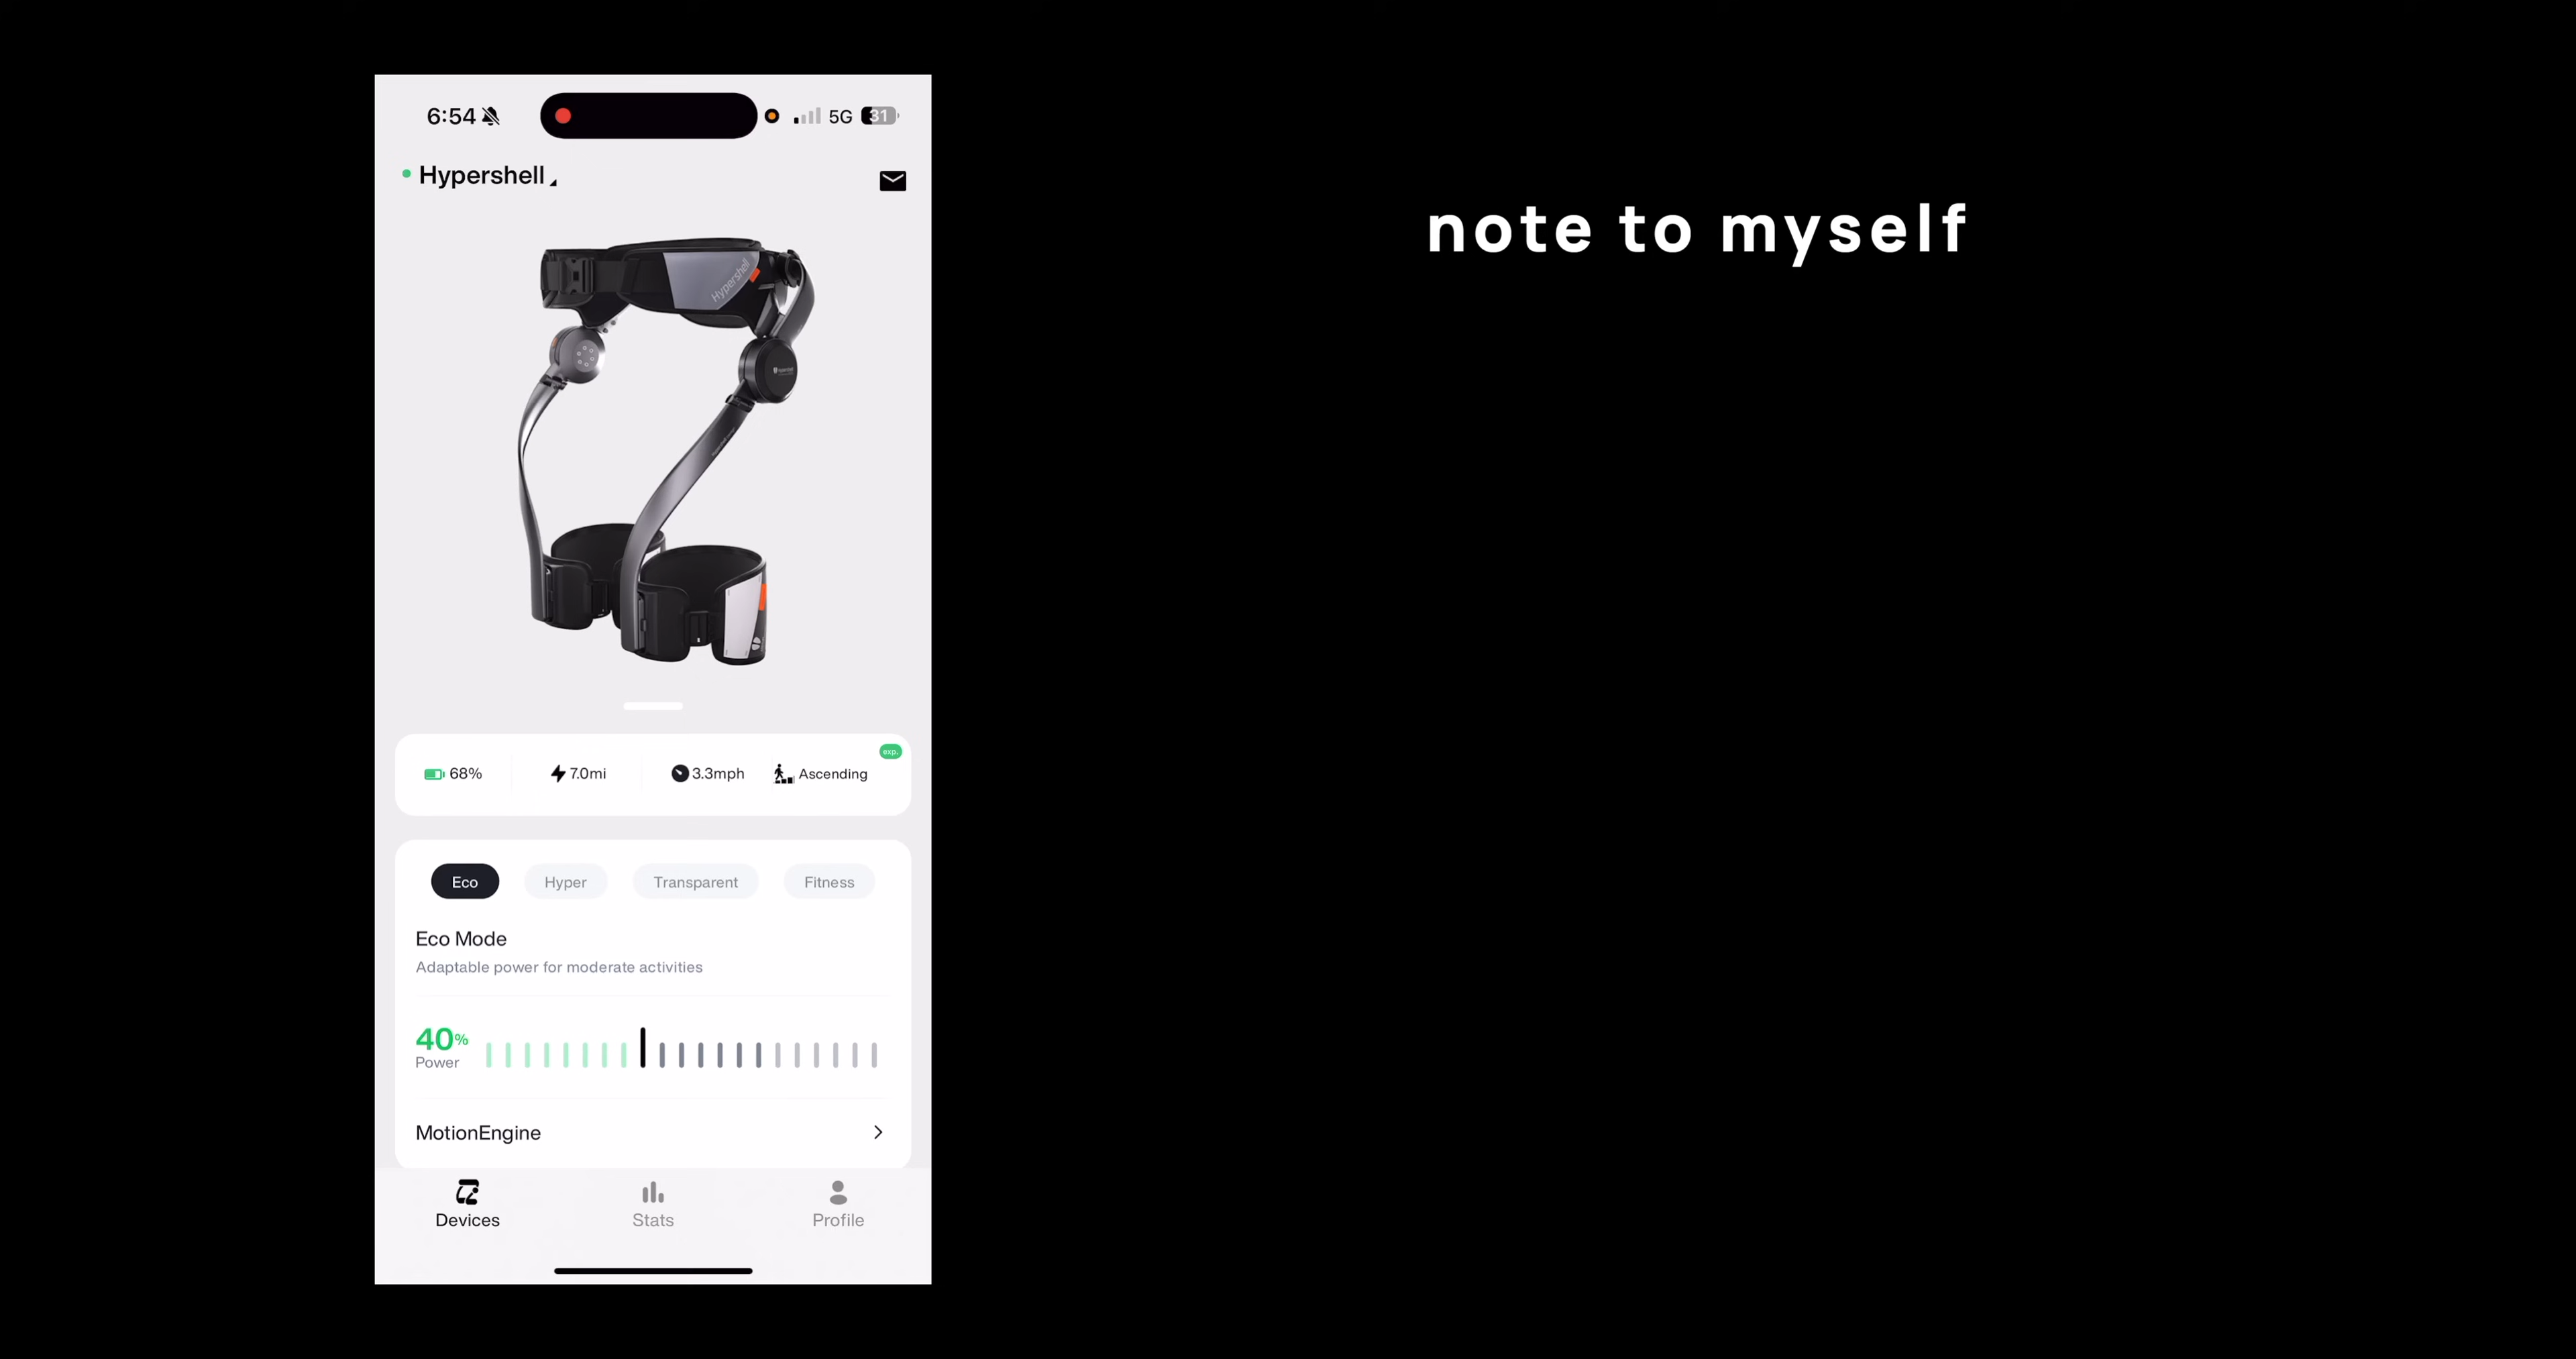 6:54
5G
31
Hypershell
note to myself
Hypershell
exp.
68%
7.0mi
3.3mph
Ascending
Eco
Hyper
Transparent
Fitness
Eco Mode
Adaptable power for moderate activities
40%
Power
MotionEngine
Devices
Stats
Profile